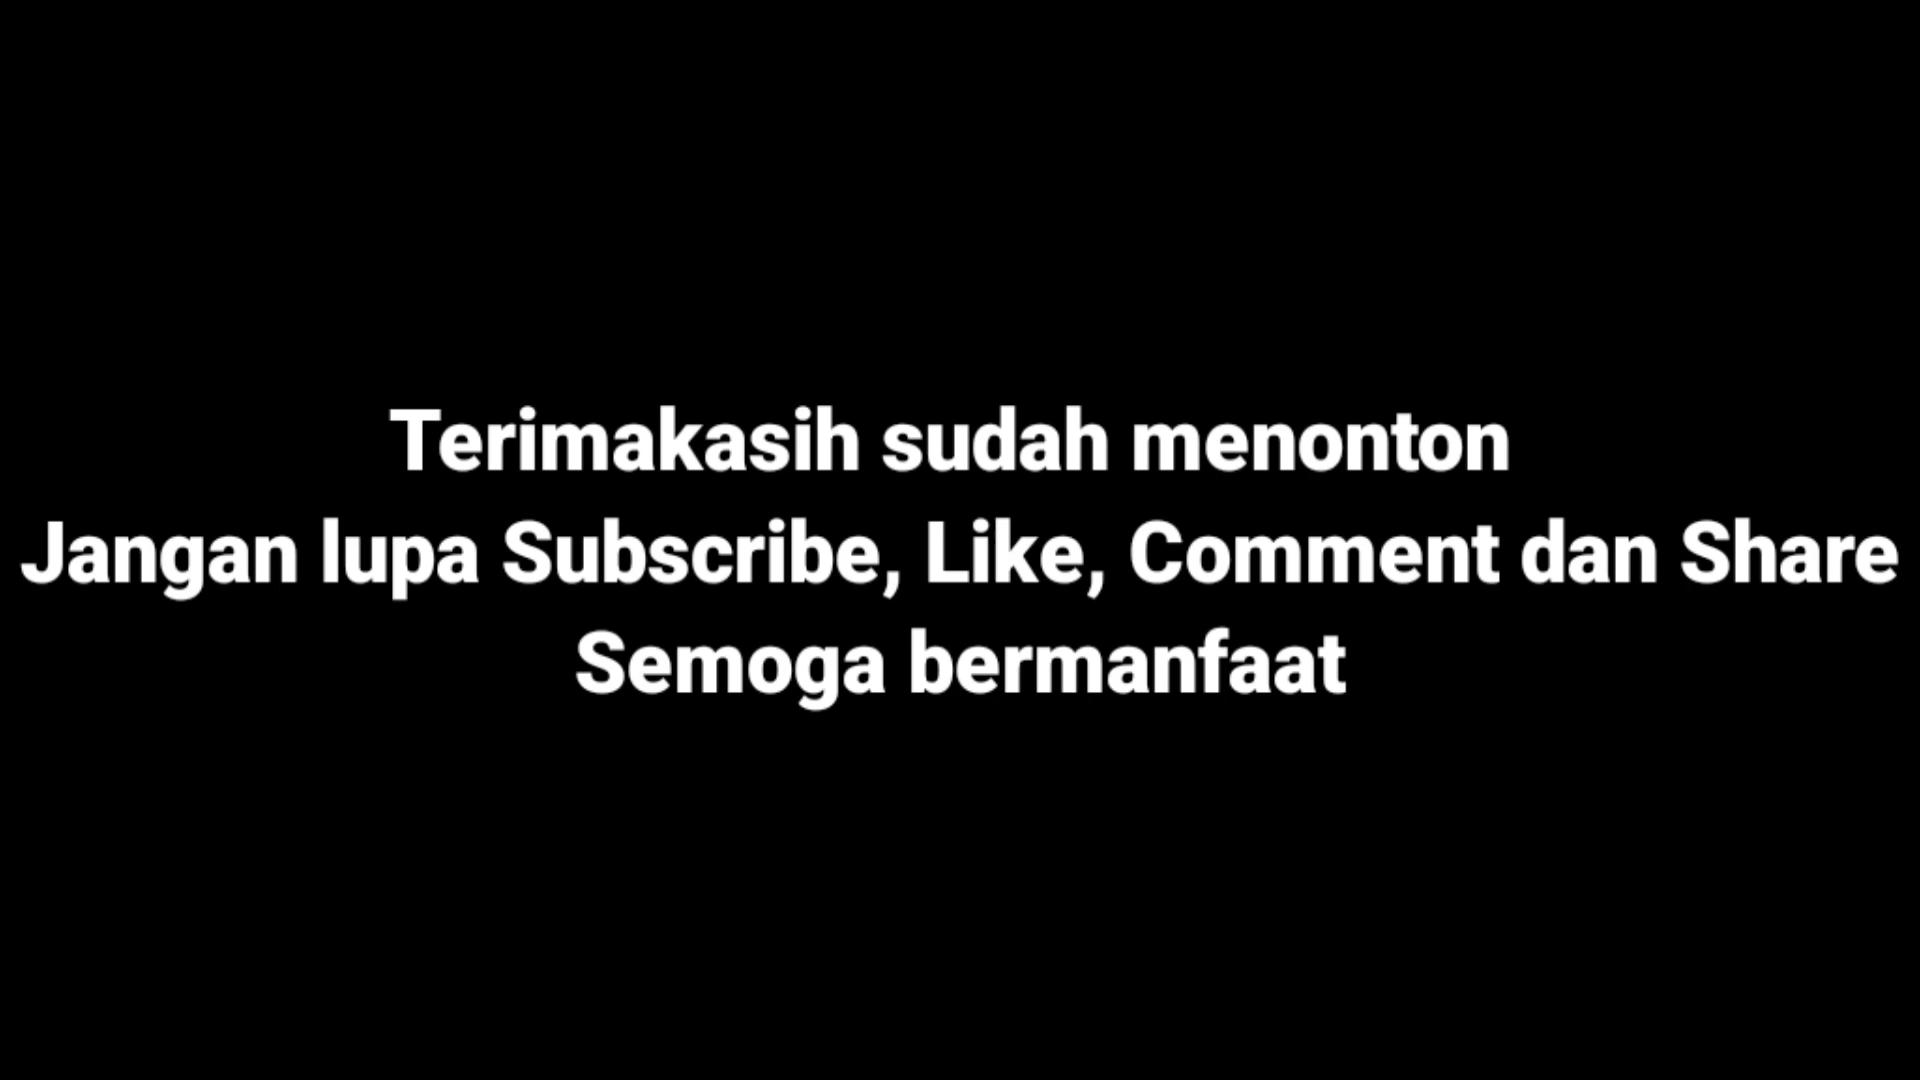 Terimakasih sudah menonton
Jangan lupa Subscribe, Like, Comment dan Share
Semoga bermanfaat